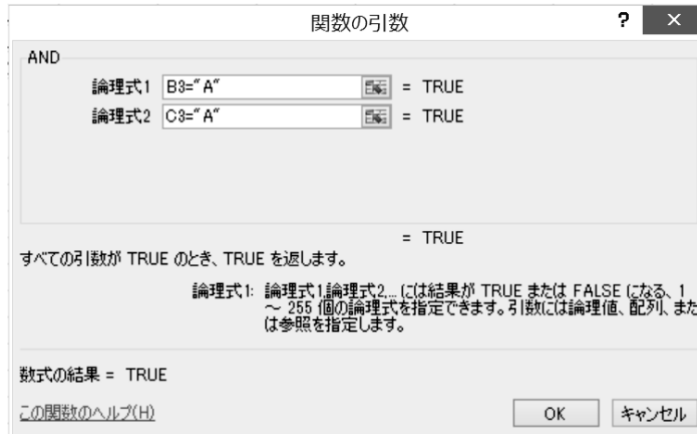 関数の引数
? ×
AND
論理式1 B3="A" = TRUE
論理式2 C3="A" = TRUE
= TRUE
すべての引数が TRUE のとき、TRUE を返します。
論理式1: 論理式1,論理式2,... には結果が TRUE または FALSE になる、1
～ 255 個の論理式を指定できます。引数には論理値、配列、また
は参照を指定します。
数式の結果 = TRUE
この関数のヘルプ(H)
OK キャンセル